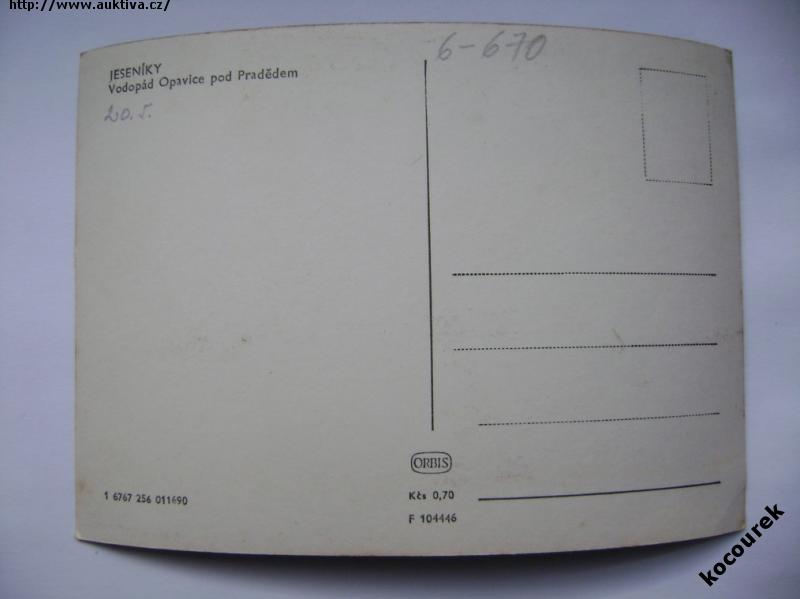 http://www.auktiva.cz/
6-670
JESENÍKY
Vodopád Opavice pod Pradědem
20.5.
ORBIS
1 6767 256 011690
Kčs 0,70
F 104446
kocourek